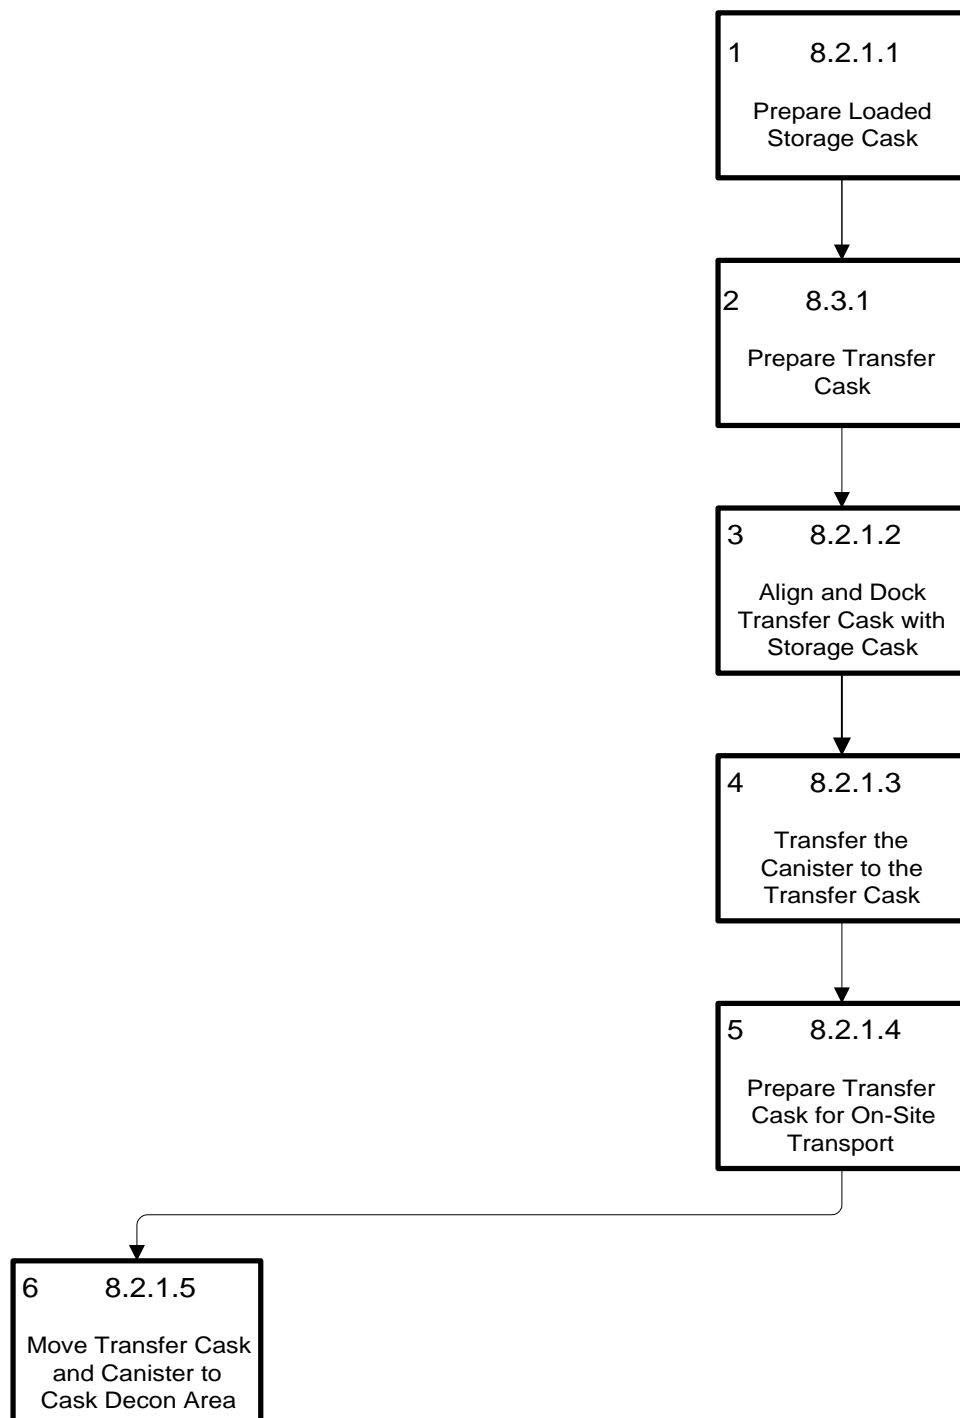 1 8.2.1.1
Prepare Loaded
Storage Cask
2 8.3.1
Prepare Transfer
Cask
3 8.2.1.2
Align and Dock
Transfer Cask with
Storage Cask
4 8.2.1.3
Transfer the
Canister to the
Transfer Cask
5 8.2.1.4
Prepare Transfer
Cask for On-Site
Transport
6 8.2.1.5
Move Transfer Cask
and Canister to
Cask Decon Area